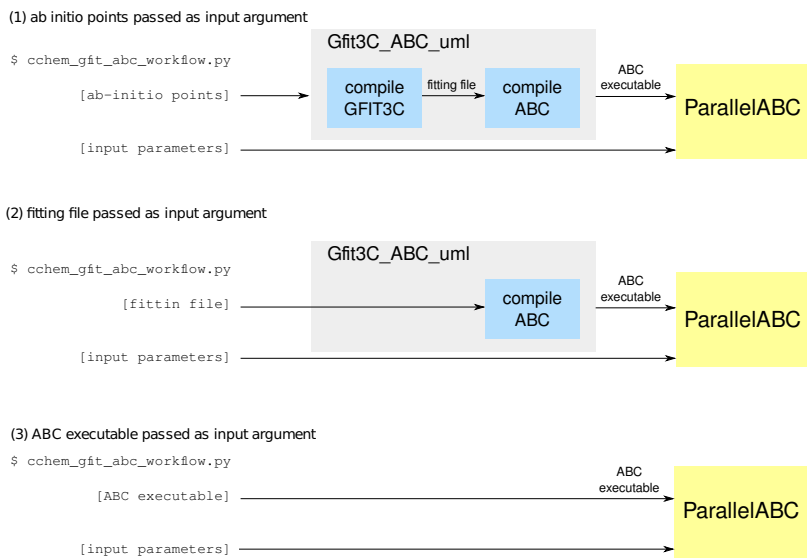 (1) ab initio points passed as input argument
Gfit3C_ABC_uml
$ cchem_gfit_abc_workflow.py
[ab-initio points]
compile
GFIT3C
fitting file
compile
ABC
ABC
executable
ParallelABC
[input parameters]
(2) fitting file passed as input argument
Gfit3C_ABC_uml
$ cchem_gfit_abc_workflow.py
[fittin file]
compile
ABC
ABC
executable
ParallelABC
[input parameters]
(3) ABC executable passed as input argument
$ cchem_gfit_abc_workflow.py
[ABC executable]
ABC
executable
ParallelABC
[input parameters]